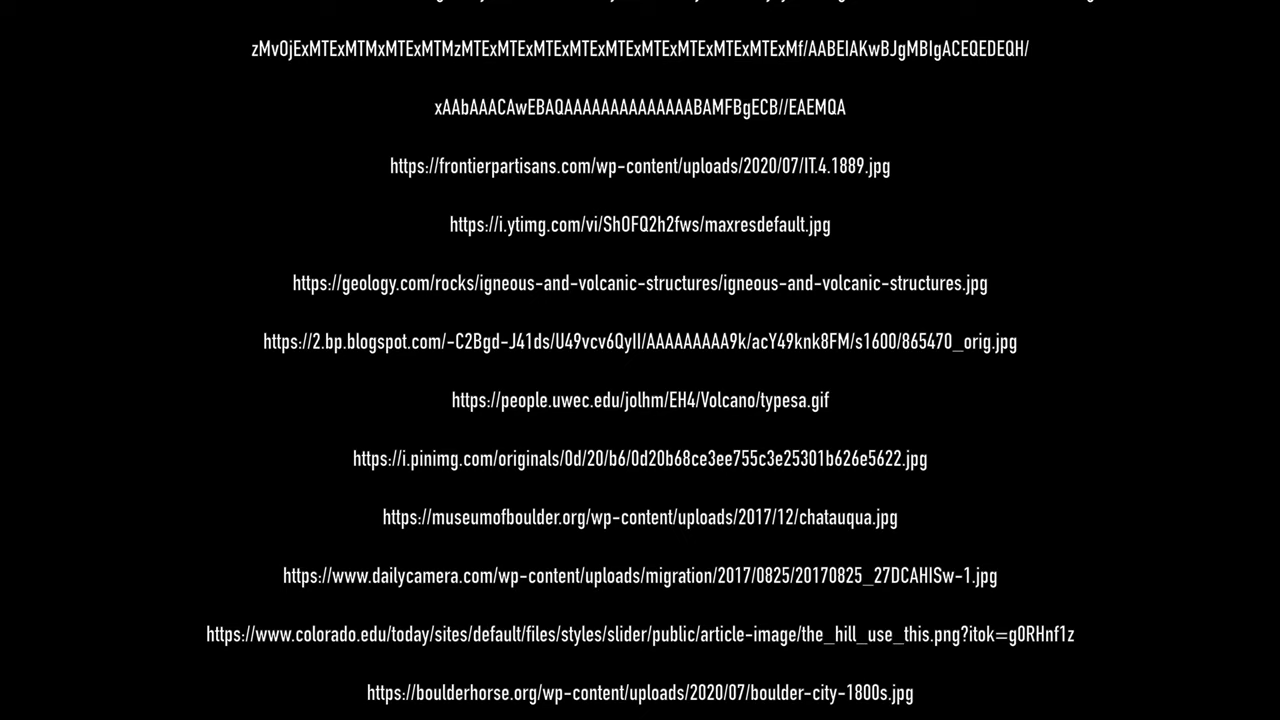 zMvOjExMTExMTMxMTExMTMzMTExMTExMTExMTExMTExMTExMTExMTExMf/AABEIAKwBJgMBIgACEQEDEQH/
xAAbAAACAwEBAQAAAAAAAAAAAAAABAMFBgECB//EAEMQA
https://frontierpartisans.com/wp-content/uploads/2020/07/IT.4.1889.jpg
https://i.ytimg.com/vi/ShOFQ2h2fws/maxresdefault.jpg
https://geology.com/rocks/igneous-and-volcanic-structures/igneous-and-volcanic-structures.jpg
https://2.bp.blogspot.com/-C2Bgd-J41ds/U49vcv6QyII/AAAAAAAAA9k/acY49knk8FM/s1600/865470_orig.jpg
https://people.uwec.edu/jolhm/EH4/Volcano/typesa.gif
https://i.pinimg.com/originals/0d/20/b6/0d20b68ce3ee755c3e25301b626e5622.jpg
https://museumofboulder.org/wp-content/uploads/2017/12/chatauqua.jpg
https://www.dailycamera.com/wp-content/uploads/migration/2017/0825/20170825_27DCAHISw-1.jpg
https://www.colorado.edu/today/sites/default/files/styles/slider/public/article-image/the_hill_use_this.png?itok=g0RHnf1z
https://boulderhorse.org/wp-content/uploads/2020/07/boulder-city-1800s.jpg